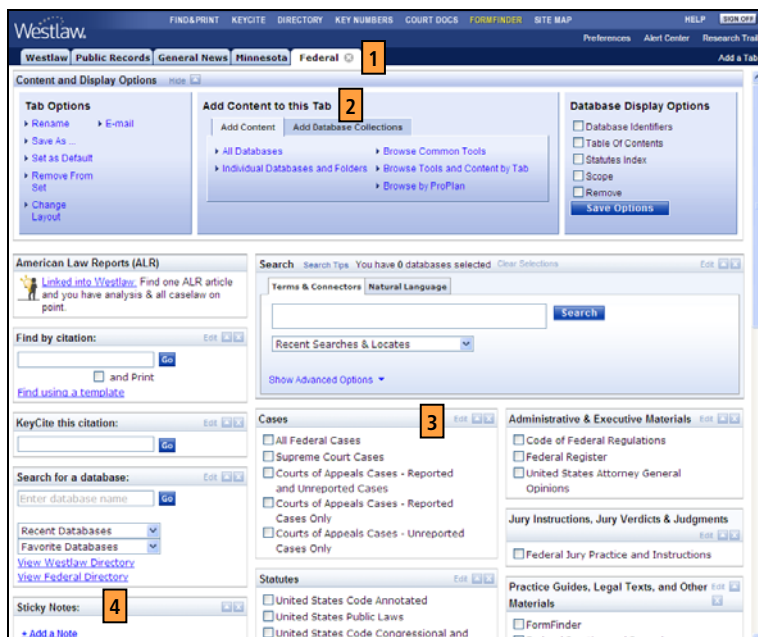 FIND&PRINT KEYCITE DIRECTORY KEY NUMBERS COURT DOCS FORMFINDER SITE MAP HELP SIGN OFF
Westlaw.
Preferences Alert Center Research Trail
Westlaw Public Records General News Minnesota Federal 1 Add a Tab
Content and Display Options Hide
Tab Options
Rename E-mail
Save As ...
Set as Default
Remove From
Set
Change
Layout
Add Content to this Tab 2
Add Content Add Database Collections
All Databases Browse Common Tools
Individual Databases and Folders Browse Tools and Content by Tab
Browse by ProPlan
Database Display Options
Database Identifiers
Table Of Contents
Statutes Index
Scope
Remove
Save Options
American Law Reports (ALR)
Linked into Westlaw. Find one ALR article
and you have analysis & all caselaw on
point.
Find by citation: Edit
Go
and Print
Find using a template
KeyCite this citation: Edit
Go
Search for a database: Edit
Enter database name Go
Recent Databases
Favorite Databases
View Westlaw Directory
View Federal Directory
Sticky Notes: 4
+ Add a Note
Search Search Tips You have 0 databases selected Clear Selections Edit
Terms & Connectors Natural Language
Search
Recent Searches & Locates
Show Advanced Options
Cases 3 Edit
All Federal Cases
Supreme Court Cases
Courts of Appeals Cases - Reported
and Unreported Cases
Courts of Appeals Cases - Reported
Cases Only
Courts of Appeals Cases - Unreported
Cases Only
Statutes Edit
United States Code Annotated
United States Public Laws
United States Code Congressional and
Administrative & Executive Materials Edit
Code of Federal Regulations
Federal Register
United States Attorney General
Opinions
Jury Instructions, Jury Verdicts & Judgments
Edit
Federal Jury Practice and Instructions
Practice Guides, Legal Texts, and Other Edit
Materials
FormFinder